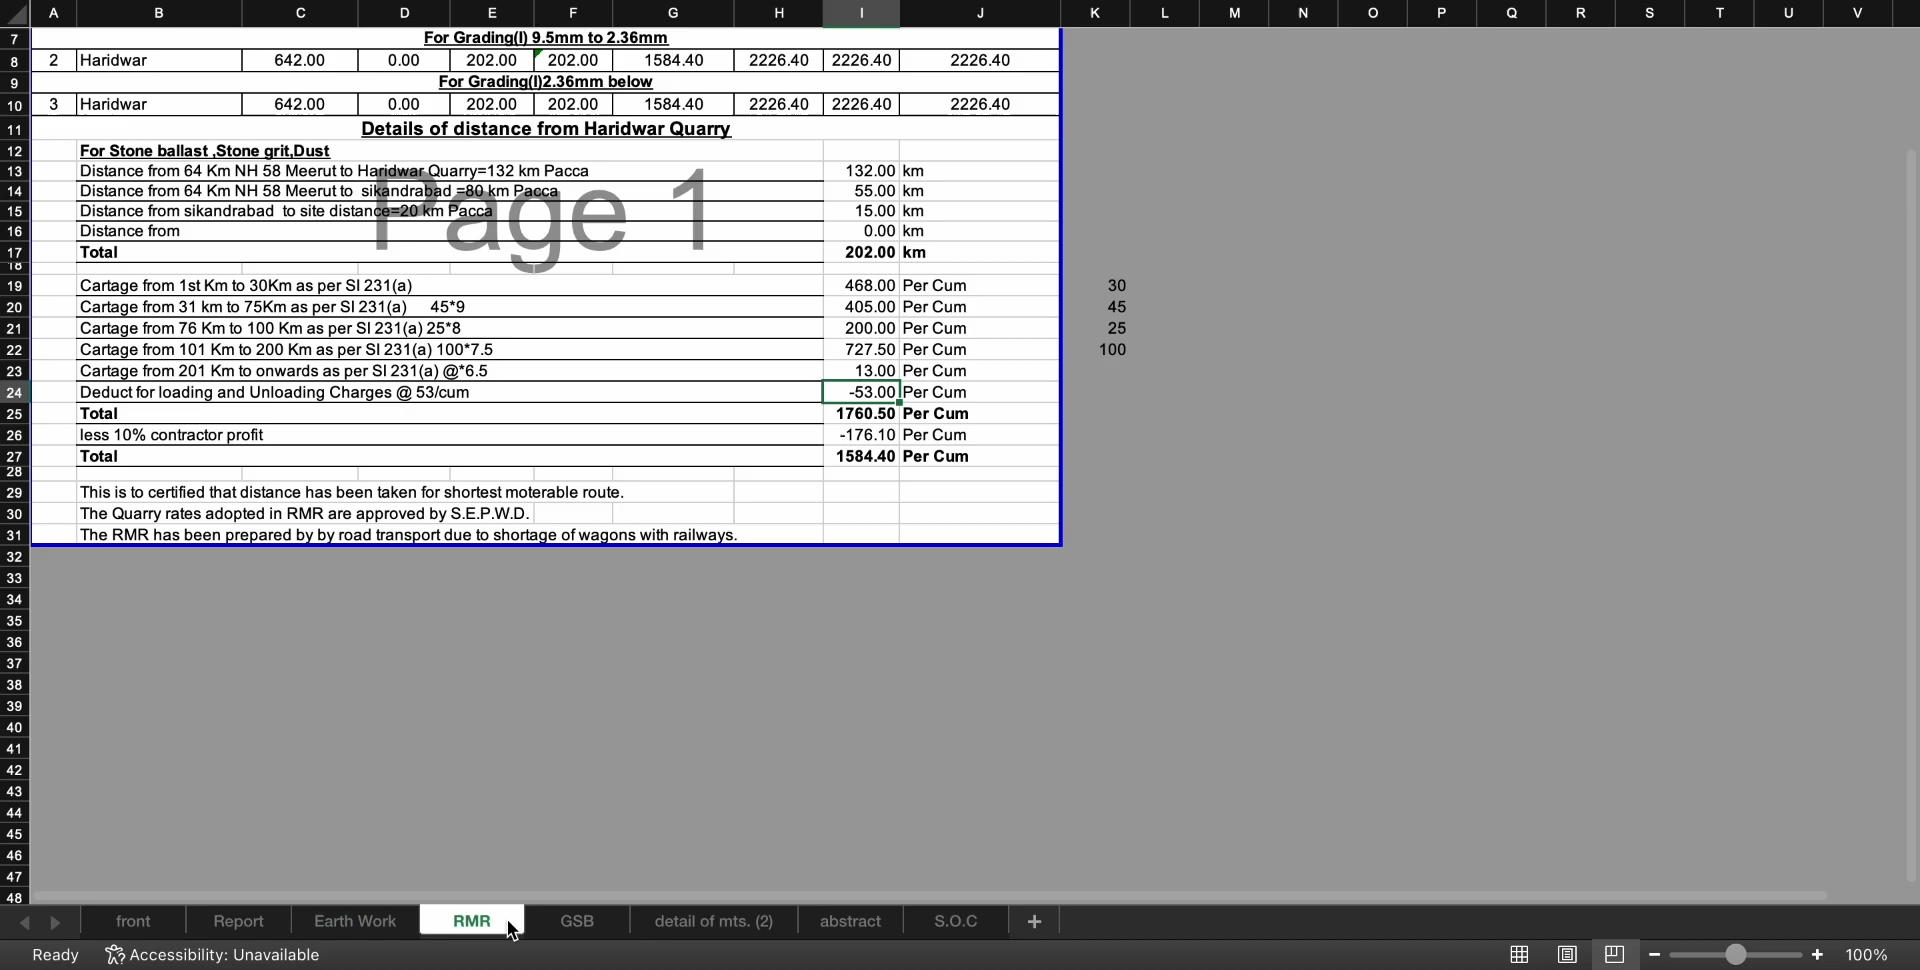 A B C D E F G H I J K L M N O P Q R S T U V
7 For Grading(I) 9.5mm to 2.36mm
8 2 Haridwar 642.00 0.00 202.00 202.00 1584.40 2226.40 2226.40 2226.40
9 For Grading(I)2.36mm below
10 3 Haridwar 642.00 0.00 202.00 202.00 1584.40 2226.40 2226.40 2226.40
11 Details of distance from Haridwar Quarry
12 For Stone ballast ,Stone grit,Dust
13 Distance from 64 Km NH 58 Meerut to Haridwar Quarry=132 km Pacca 132.00 km
14 Distance from 64 Km NH 58 Meerut to sikandrabad =80 km Pacca 55.00 km
Page 1
15 Distance from sikandrabad to site distance=20 km Pacca 15.00 km
16 Distance from 0.00 km
17 Total 202.00 km
18
19 Cartage from 1st Km to 30Km as per SI 231(a) 468.00 Per Cum 30
20 Cartage from 31 km to 75Km as per SI 231(a) 45*9 405.00 Per Cum 45
21 Cartage from 76 Km to 100 Km as per SI 231(a) 25*8 200.00 Per Cum 25
22 Cartage from 101 Km to 200 Km as per SI 231(a) 100*7.5 727.50 Per Cum 100
23 Cartage from 201 Km to onwards as per SI 231(a) @*6.5 13.00 Per Cum
24 Deduct for loading and Unloading Charges @ 53/cum -53.00 Per Cum
25 Total 1760.50 Per Cum
26 less 10% contractor profit -176.10 Per Cum
27 Total 1584.40 Per Cum
28
29 This is to certified that distance has been taken for shortest moterable route.
30 The Quarry rates adopted in RMR are approved by S.E.P.W.D.
31 The RMR has been prepared by by road transport due to shortage of wagons with railways.
32
33
34
35
36
37
38
39
40
41
42
43
44
45
46
47
48
front Report Earth Work RMR GSB detail of mts. (2) abstract S.O.C +
Ready Accessibility: Unavailable - + 100%